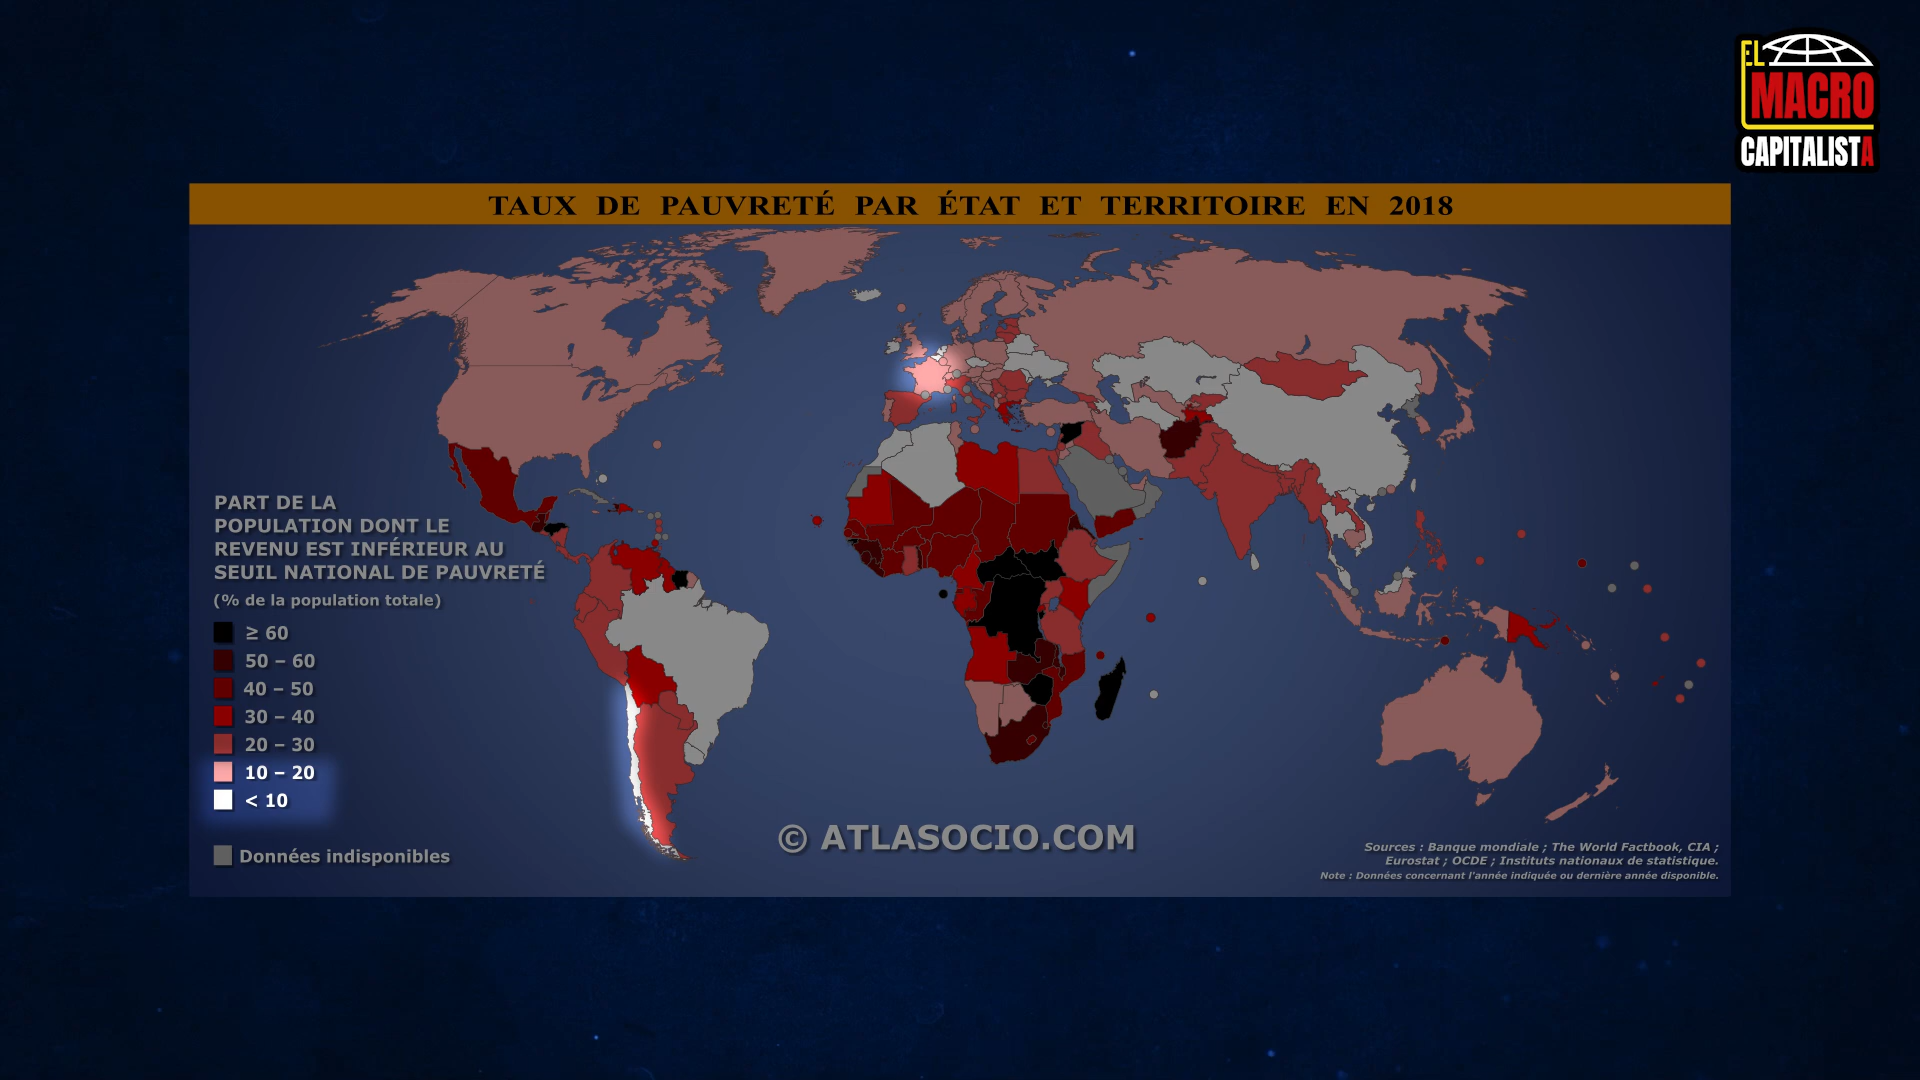 EL
MACRO
CAPITALISTA
TAUX DE PAUVRETÉ PAR ÉTAT ET TERRITOIRE EN 2018
PART DE LA
POPULATION DONT LE
REVENU EST INFÉRIEUR AU
SEUIL NATIONAL DE PAUVRETÉ
(% de la population totale)
≥ 60
50 – 60
40 – 50
30 – 40
20 – 30
10 – 20
< 10
Données indisponibles
© ATLASOCIO.COM
Sources : Banque mondiale ; The World Factbook, CIA ;
Eurostat ; OCDE ; Instituts nationaux de statistique.
Note : Données concernant l'année indiquée ou dernière année disponible.